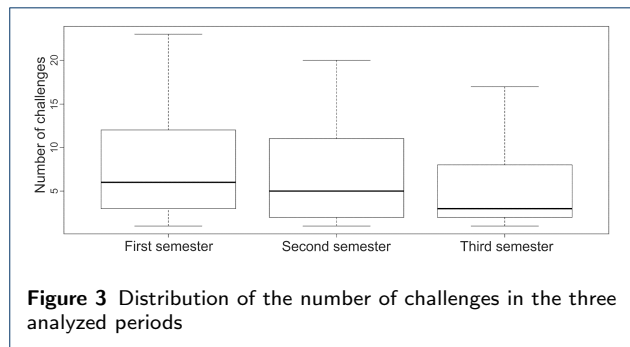 Number of challenges
20
15
10
5
First semester Second semester Third semester
Figure 3 Distribution of the number of challenges in the three
analyzed periods